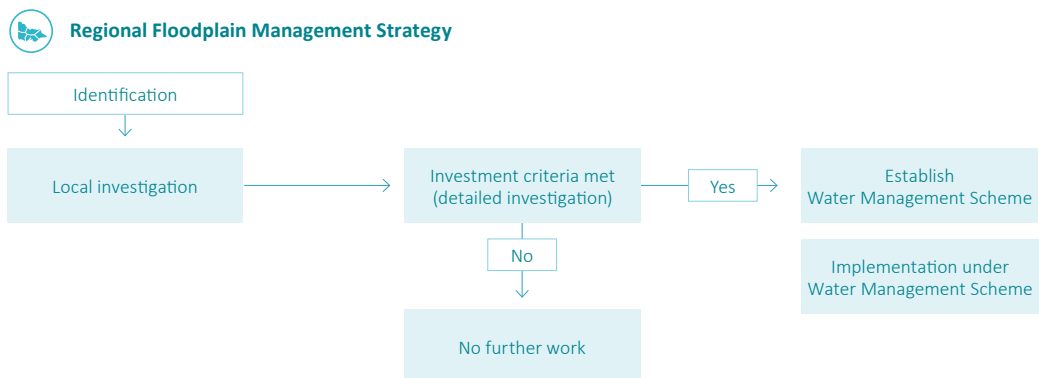 Regional Floodplain Management Strategy
Identification
Local investigation
Investment criteria met
(detailed investigation)
Yes
Establish
Water Management Scheme
Implementation under
Water Management Scheme
No
No further work